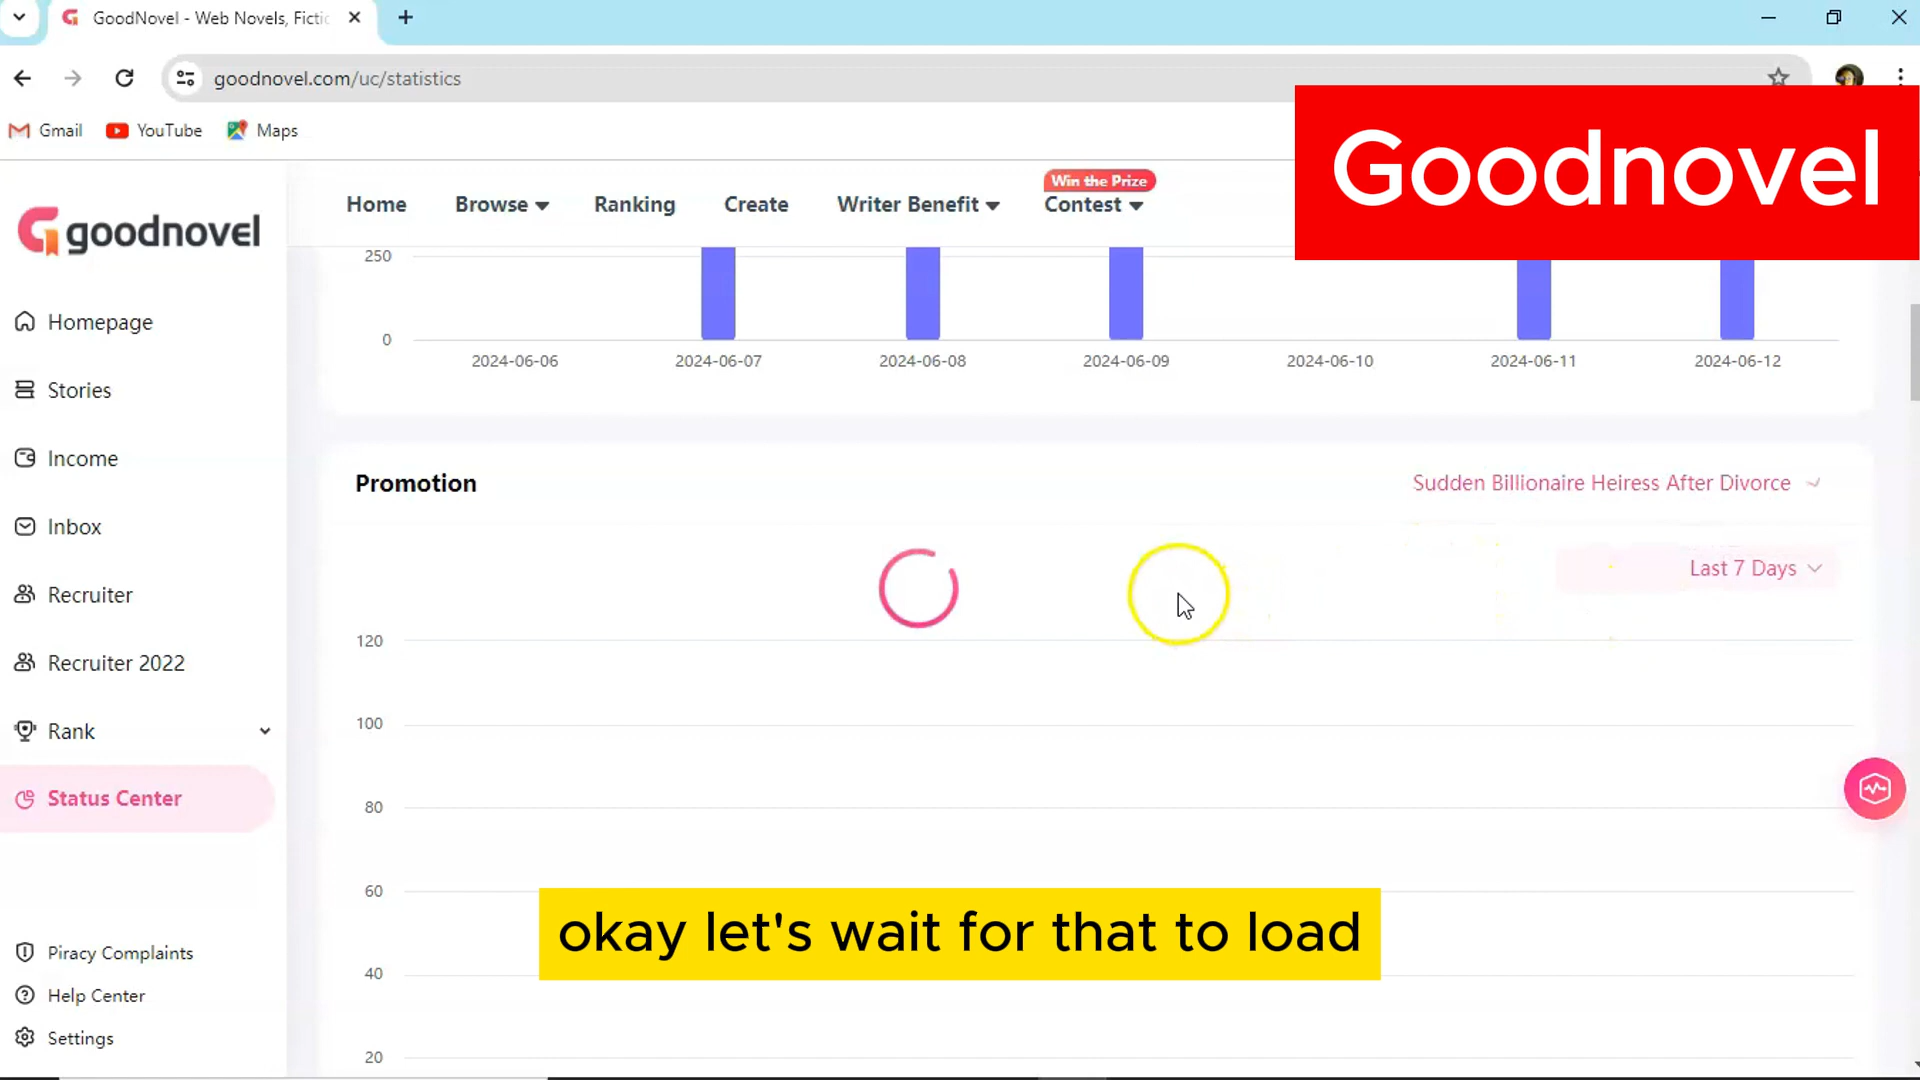 GoodNovel - Web Novels, Fictio
goodnovel.com/uc/statistics
Gmail
YouTube
Maps
Goodnovel
goodnovel
Home
Browse
Ranking
Create
Writer Benefit
Win the Prize
Contest
250
0
2024-06-06
2024-06-07
2024-06-08
2024-06-09
2024-06-10
2024-06-11
2024-06-12
Homepage
Stories
Income
Inbox
Recruiter
Recruiter 2022
Rank
Status Center
Piracy Complaints
Help Center
Settings
Promotion
Sudden Billionaire Heiress After Divorce
Last 7 Days
120
100
80
60
40
20
okay let's wait for that to load